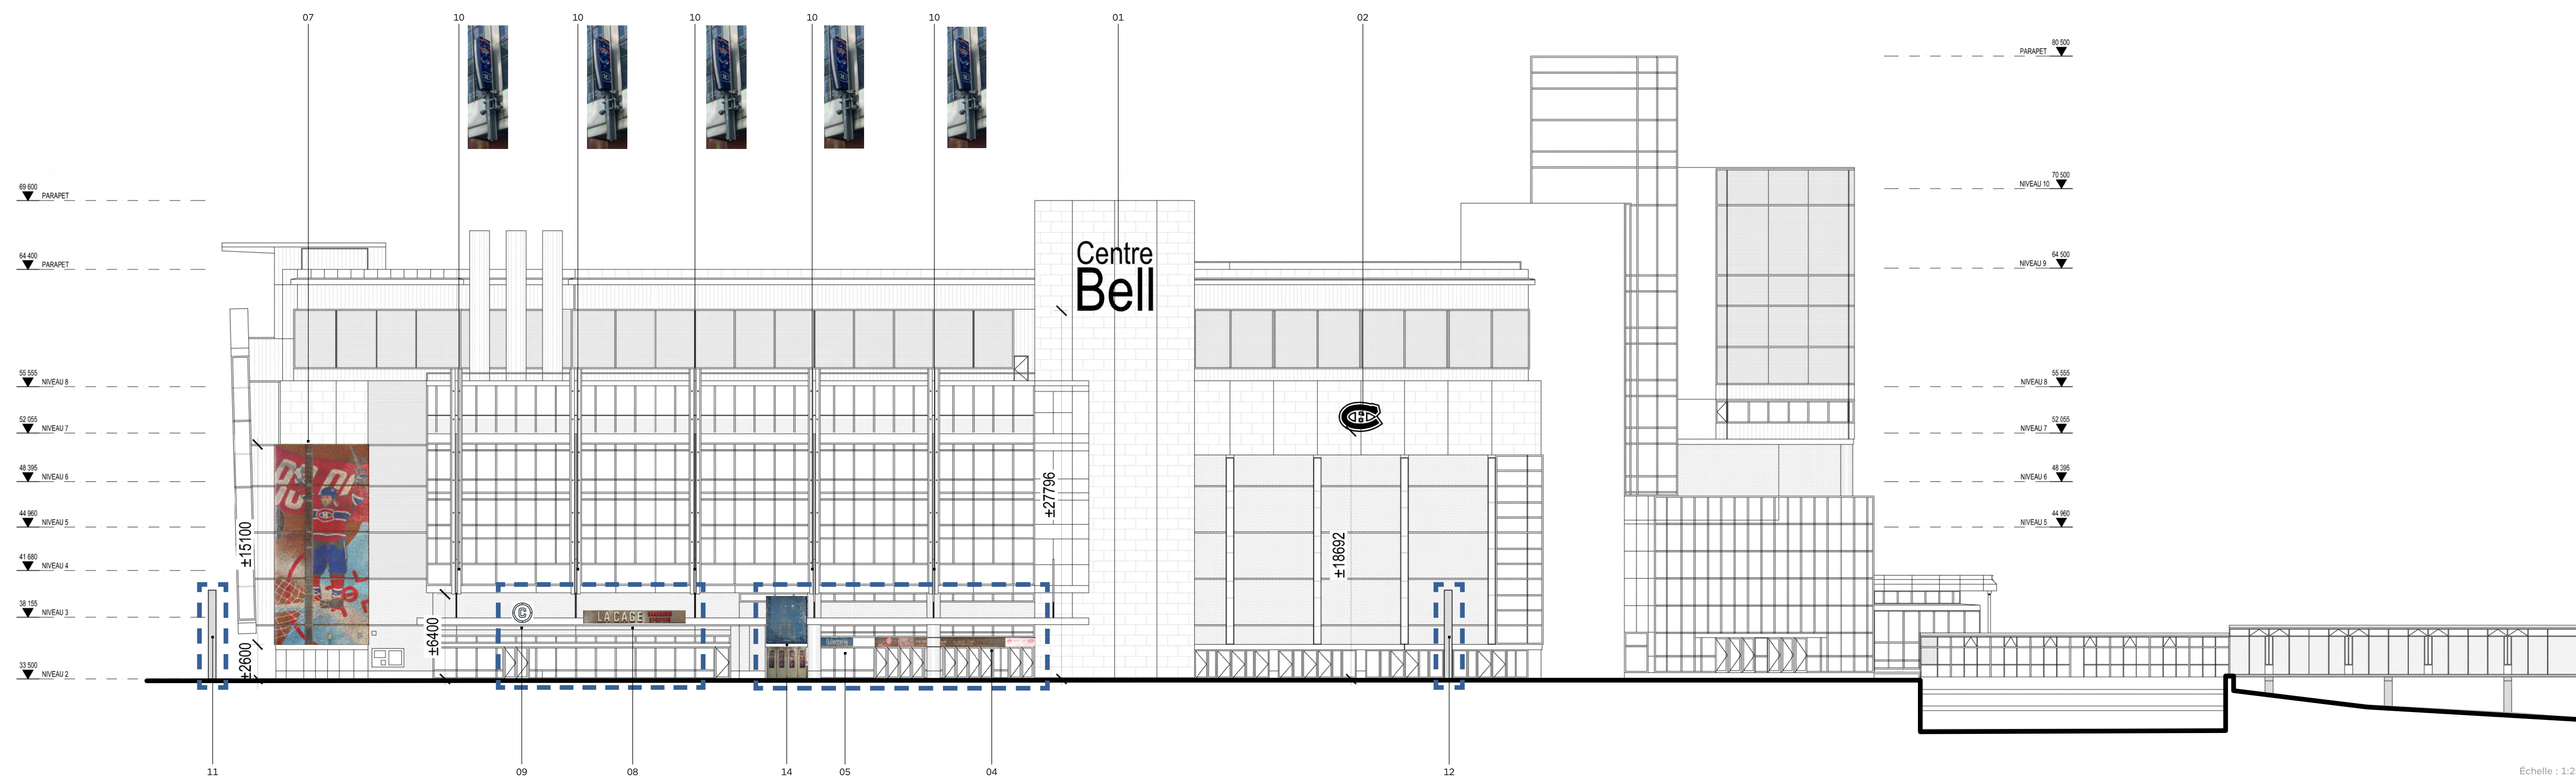 07 10 10 10 10 10 01 02
80 500
PARAPET
69 600
PARAPET
70 500
NIVEAU 10
64 400
PARAPET
64 500
NIVEAU 9
Centre
Bell
55 555
NIVEAU 8
55 555
NIVEAU 8
52 055
NIVEAU 7
52 055
NIVEAU 7
48 395
NIVEAU 6
48 395
NIVEAU 6
44 960
NIVEAU 5
44 960
NIVEAU 5
41 680
NIVEAU 4
38 155
NIVEAU 3
33 500
NIVEAU 2
±15100
±2600
±6400
±27796
±18692
LA CAGE
11 09 08 14 05 04 12
Échelle : 1:2